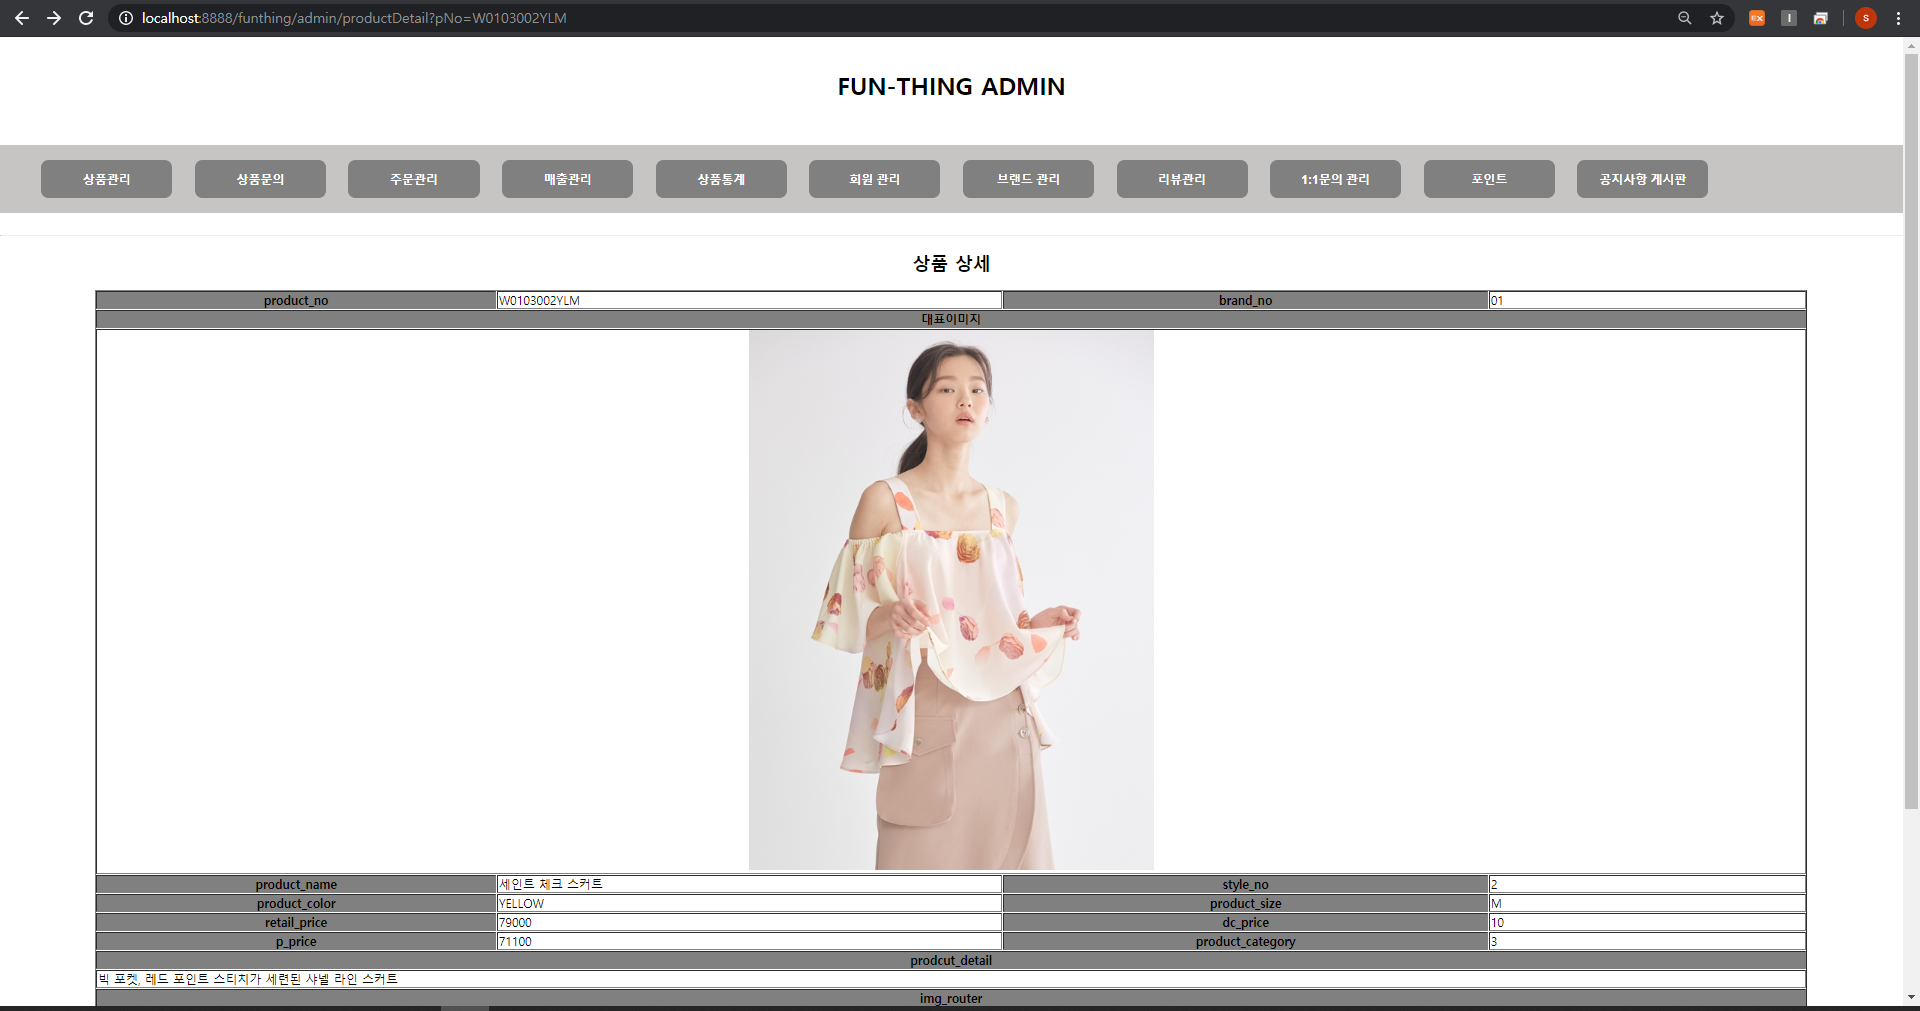 localhost:8888/funthing/admin/productDetail?pNo=W0103002YLM
FUN-THING ADMIN
상품관리 상품문의 주문관리 매출관리 상품통계 회원 관리 브랜드 관리 리뷰관리 1:1문의 관리 포인트 공지사항 게시판
상품 상세
product_no W0103002YLM brand_no 01
대표이미지
product_name 세인트 체크 스커트 style_no 2
product_color YELLOW product_size M
retail_price 79000 dc_price 10
p_price 71100 product_category 3
prodcut_detail
빅 포켓, 레드 포인트 스티치가 세련된 샤넬 라인 스커트
img_router